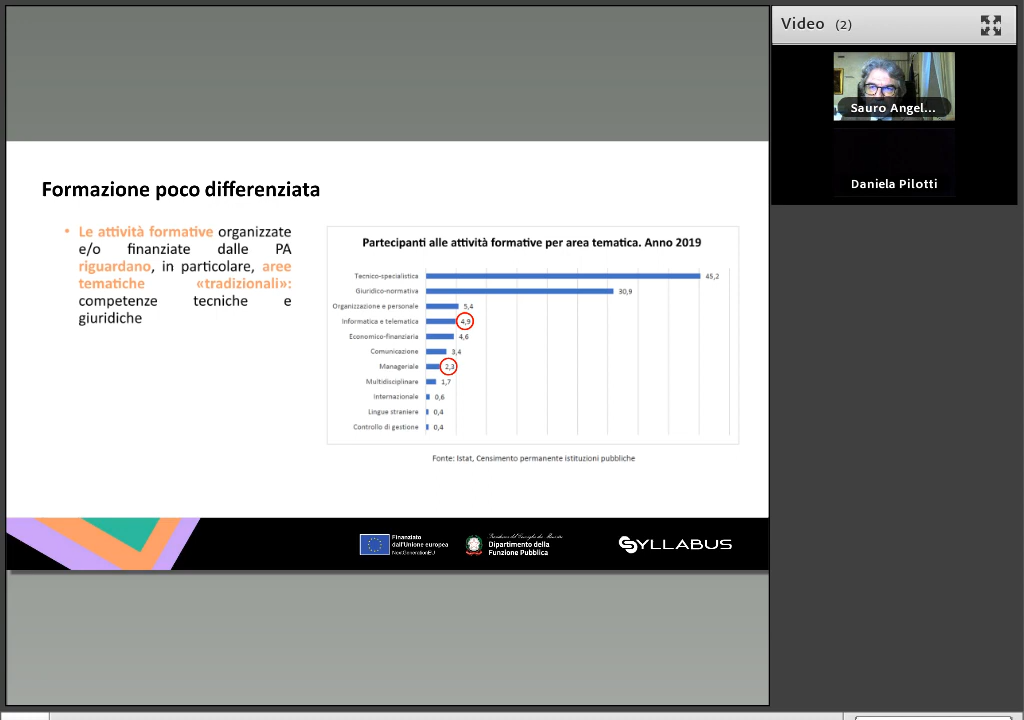 Video (2)
Sauro Angel...
Daniela Pilotti
Formazione poco differenziata
• Le attività formative organizzate
e/o finanziate dalle PA
riguardano, in particolare, aree
tematiche «tradizionali»:
competenze tecniche e
giuridiche
Partecipanti alle attività formative per area tematica. Anno 2019
Tecnico-specialistica 45,2
Giuridico-normativa 30,9
Organizzazione e personale 5,4
Informatica e telematica 4,9
Economico-finanziaria 4,6
Comunicazione 3,4
Manageriale 2,3
Multidisciplinare 1,7
Internazionale 0,6
Lingue straniere 0,4
Controllo di gestione 0,4
Fonte: Istat, Censimento permanente istituzioni pubbliche
Finanziato
dall'Unione europea
NextGenerationEU
Dipartimento della
Funzione Pubblica
SYLLABUS